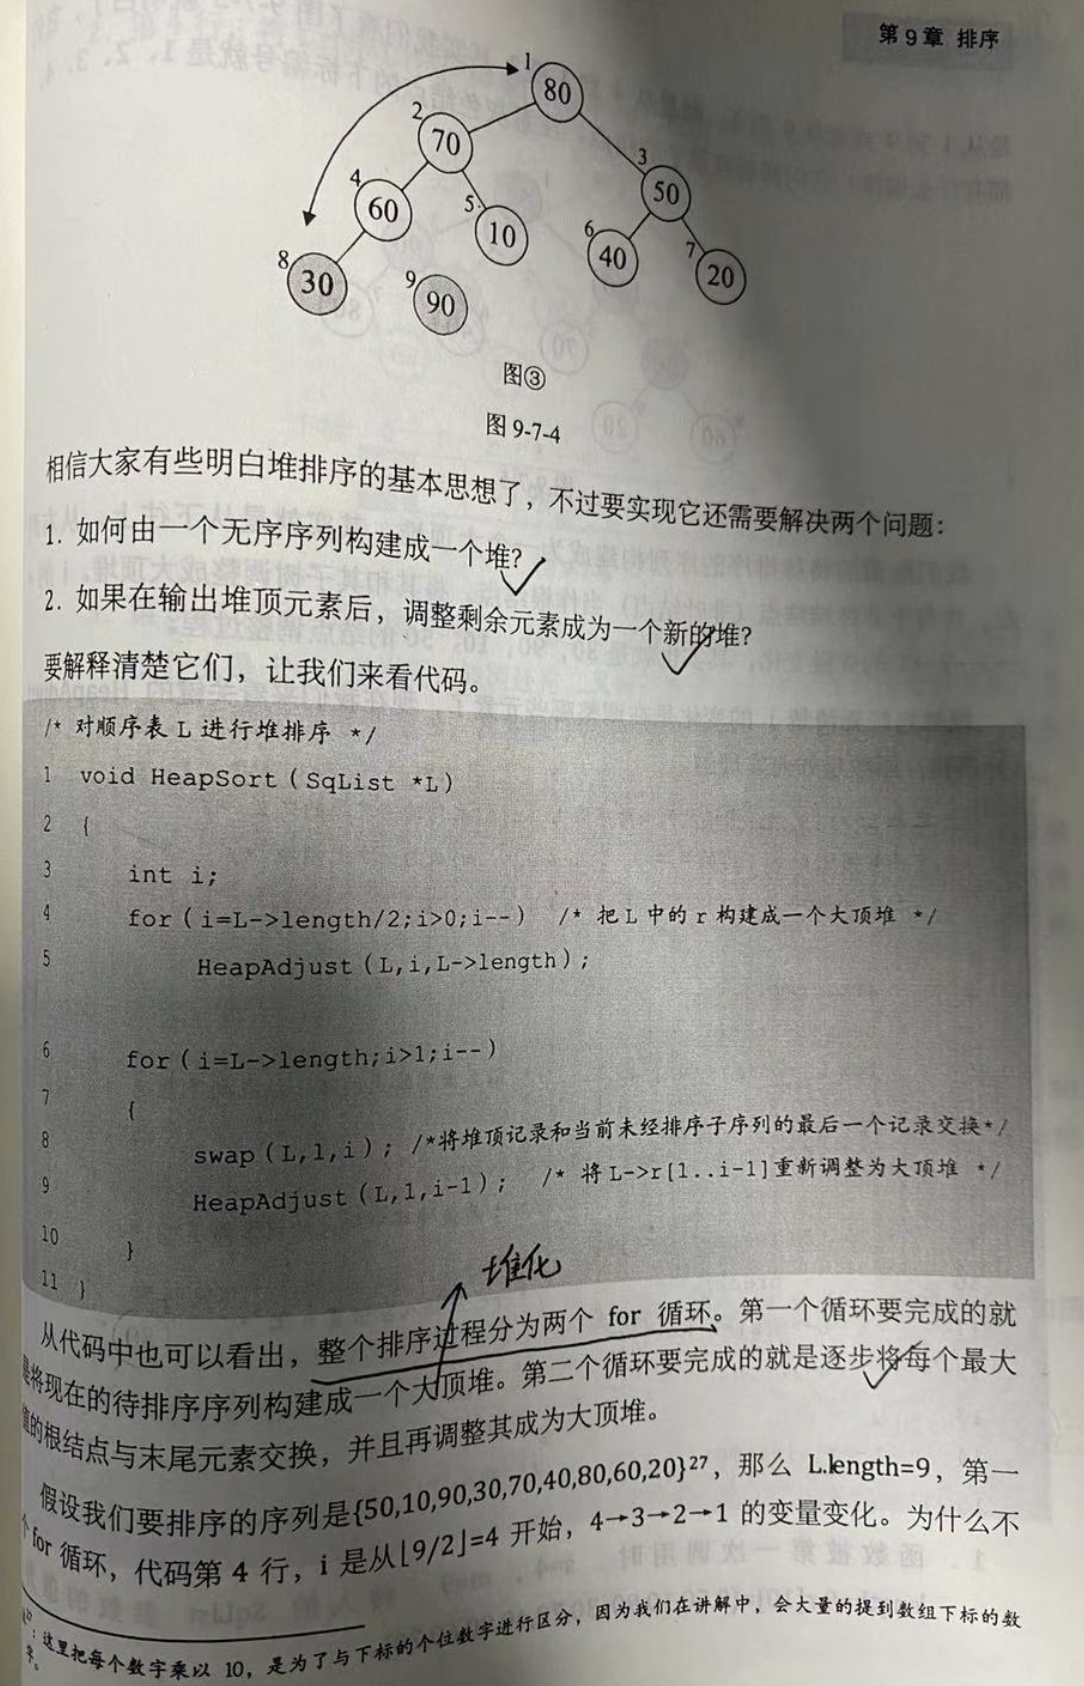 第9章 排序
1
80
2
70
3
50
4
60
5
10
6
40
7
20
8
30
9
90
图③
图 9-7-4
相信大家有些明白堆排序的基本思想了，不过要实现它还需要解决两个问题：
1. 如何由一个无序序列构建成一个堆?
2. 如果在输出堆顶元素后，调整剩余元素成为一个新的堆?
要解释清楚它们，让我们来看代码。
/* 对顺序表 L 进行堆排序 */
1 void HeapSort(SqList *L)
2 {
3 int i;
4 for(i=L->length/2;i>0;i--) /* 把L中的r构建成一个大顶堆 */
5 HeapAdjust(L,i,L->length);
6 for(i=L->length;i>1;i--)
7 {
8 swap(L,1,i); /*将堆顶记录和当前未经排序子序列的最后一个记录交换*/
9 HeapAdjust(L,1,i-1); /* 将L->r[1..i-1]重新调整为大顶堆 */
10 }
11 }
堆化
从代码中也可以看出，整个排序过程分为两个 for 循环。第一个循环要完成的就
是将现在的待排序序列构建成一个大顶堆。第二个循环要完成的就是逐步将每个最大
值的根结点与末尾元素交换，并且再调整其成为大顶堆。
假设我们要排序的序列是{50,10,90,30,70,40,80,60,20}27，那么 L.length=9，第一
个 for 循环，代码第 4 行，i 是从⌊9/2⌋=4 开始，4→3→2→1 的变量变化。为什么不
：这里把每个数字乘以 10，是为了与下标的个位数字进行区分，因为我们在讲解中，会大量的提到数组下标的数
字。